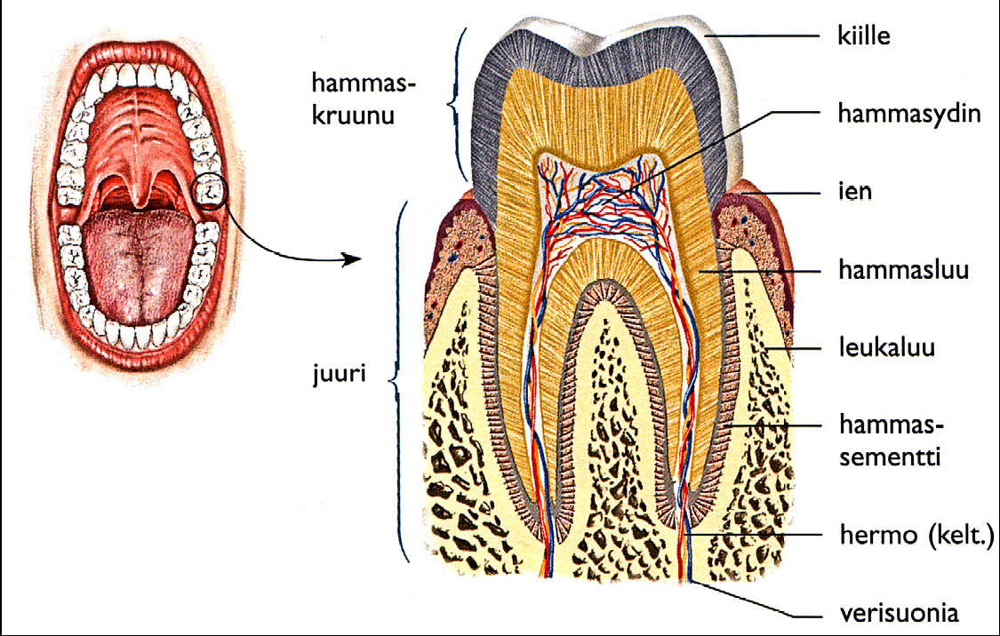 hammas-
kruunu
juuri
kiille
hammasydin
ien
hammasluu
leukaluu
hammas-
sementti
hermo (kelt.)
verisuonia